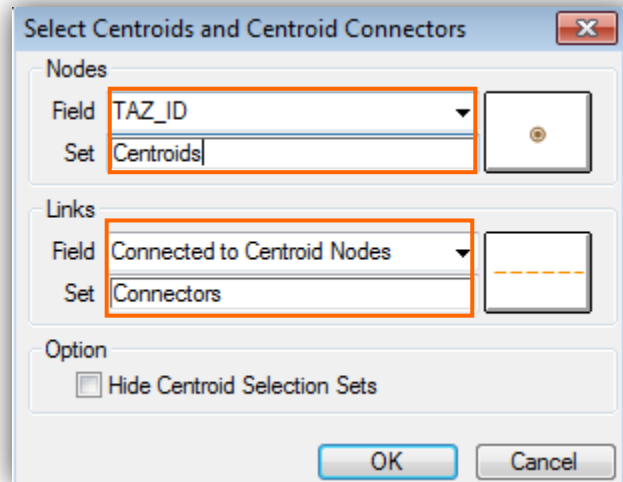 Select Centroids and Centroid Connectors
Nodes
Field TAZ_ID
Set Centroids
Links
Field Connected to Centroid Nodes
Set Connectors
Option
Hide Centroid Selection Sets
OK Cancel